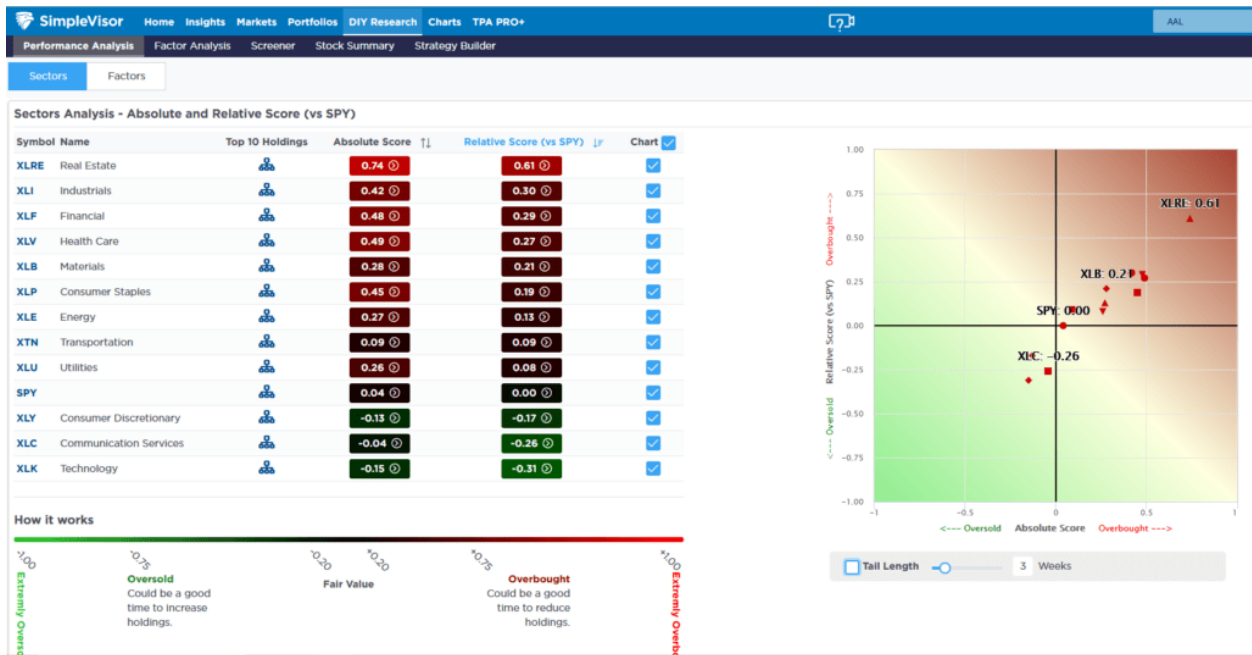 SimpleVisor Home Insights Markets Portfolios DIY Research Charts TPA PRO+ ? AAL
Performance Analysis Factor Analysis Screener Stock Summary Strategy Builder
Sectors Factors
Sectors Analysis - Absolute and Relative Score (vs SPY)
Symbol Name Top 10 Holdings Absolute Score Relative Score (vs SPY) Chart
XLRE Real Estate 0.74 0.61
XLI Industrials 0.42 0.30
XLF Financial 0.48 0.29
XLV Health Care 0.49 0.27
XLB Materials 0.28 0.21
XLP Consumer Staples 0.45 0.19
XLE Energy 0.27 0.13
XTN Transportation 0.09 0.09
XLU Utilities 0.26 0.08
SPY 0.04 0.00
XLY Consumer Discretionary -0.13 -0.17
XLC Communication Services -0.04 -0.26
XLK Technology -0.15 -0.31
How it works
-1.00 -0.75 -0.20 +0.20 +0.75 +1.00
Extremly Overso
Oversold
Could be a good
time to increase
holdings.
Fair Value
Overbought
Could be a good
time to reduce
holdings.
Extremly Overbo
1.00
0.75
0.50
0.25
0.00
-0.25
-0.50
-0.75
-1.00
<--- Oversold Relative Score (vs SPY) Overbought --->
XLRE: 0.61
XLB: 0.21
SPY: 0.00
XLC: -0.26
-1 -0.5 0 0.5 1
<--- Oversold Absolute Score Overbought --->
Tail Length 3 Weeks